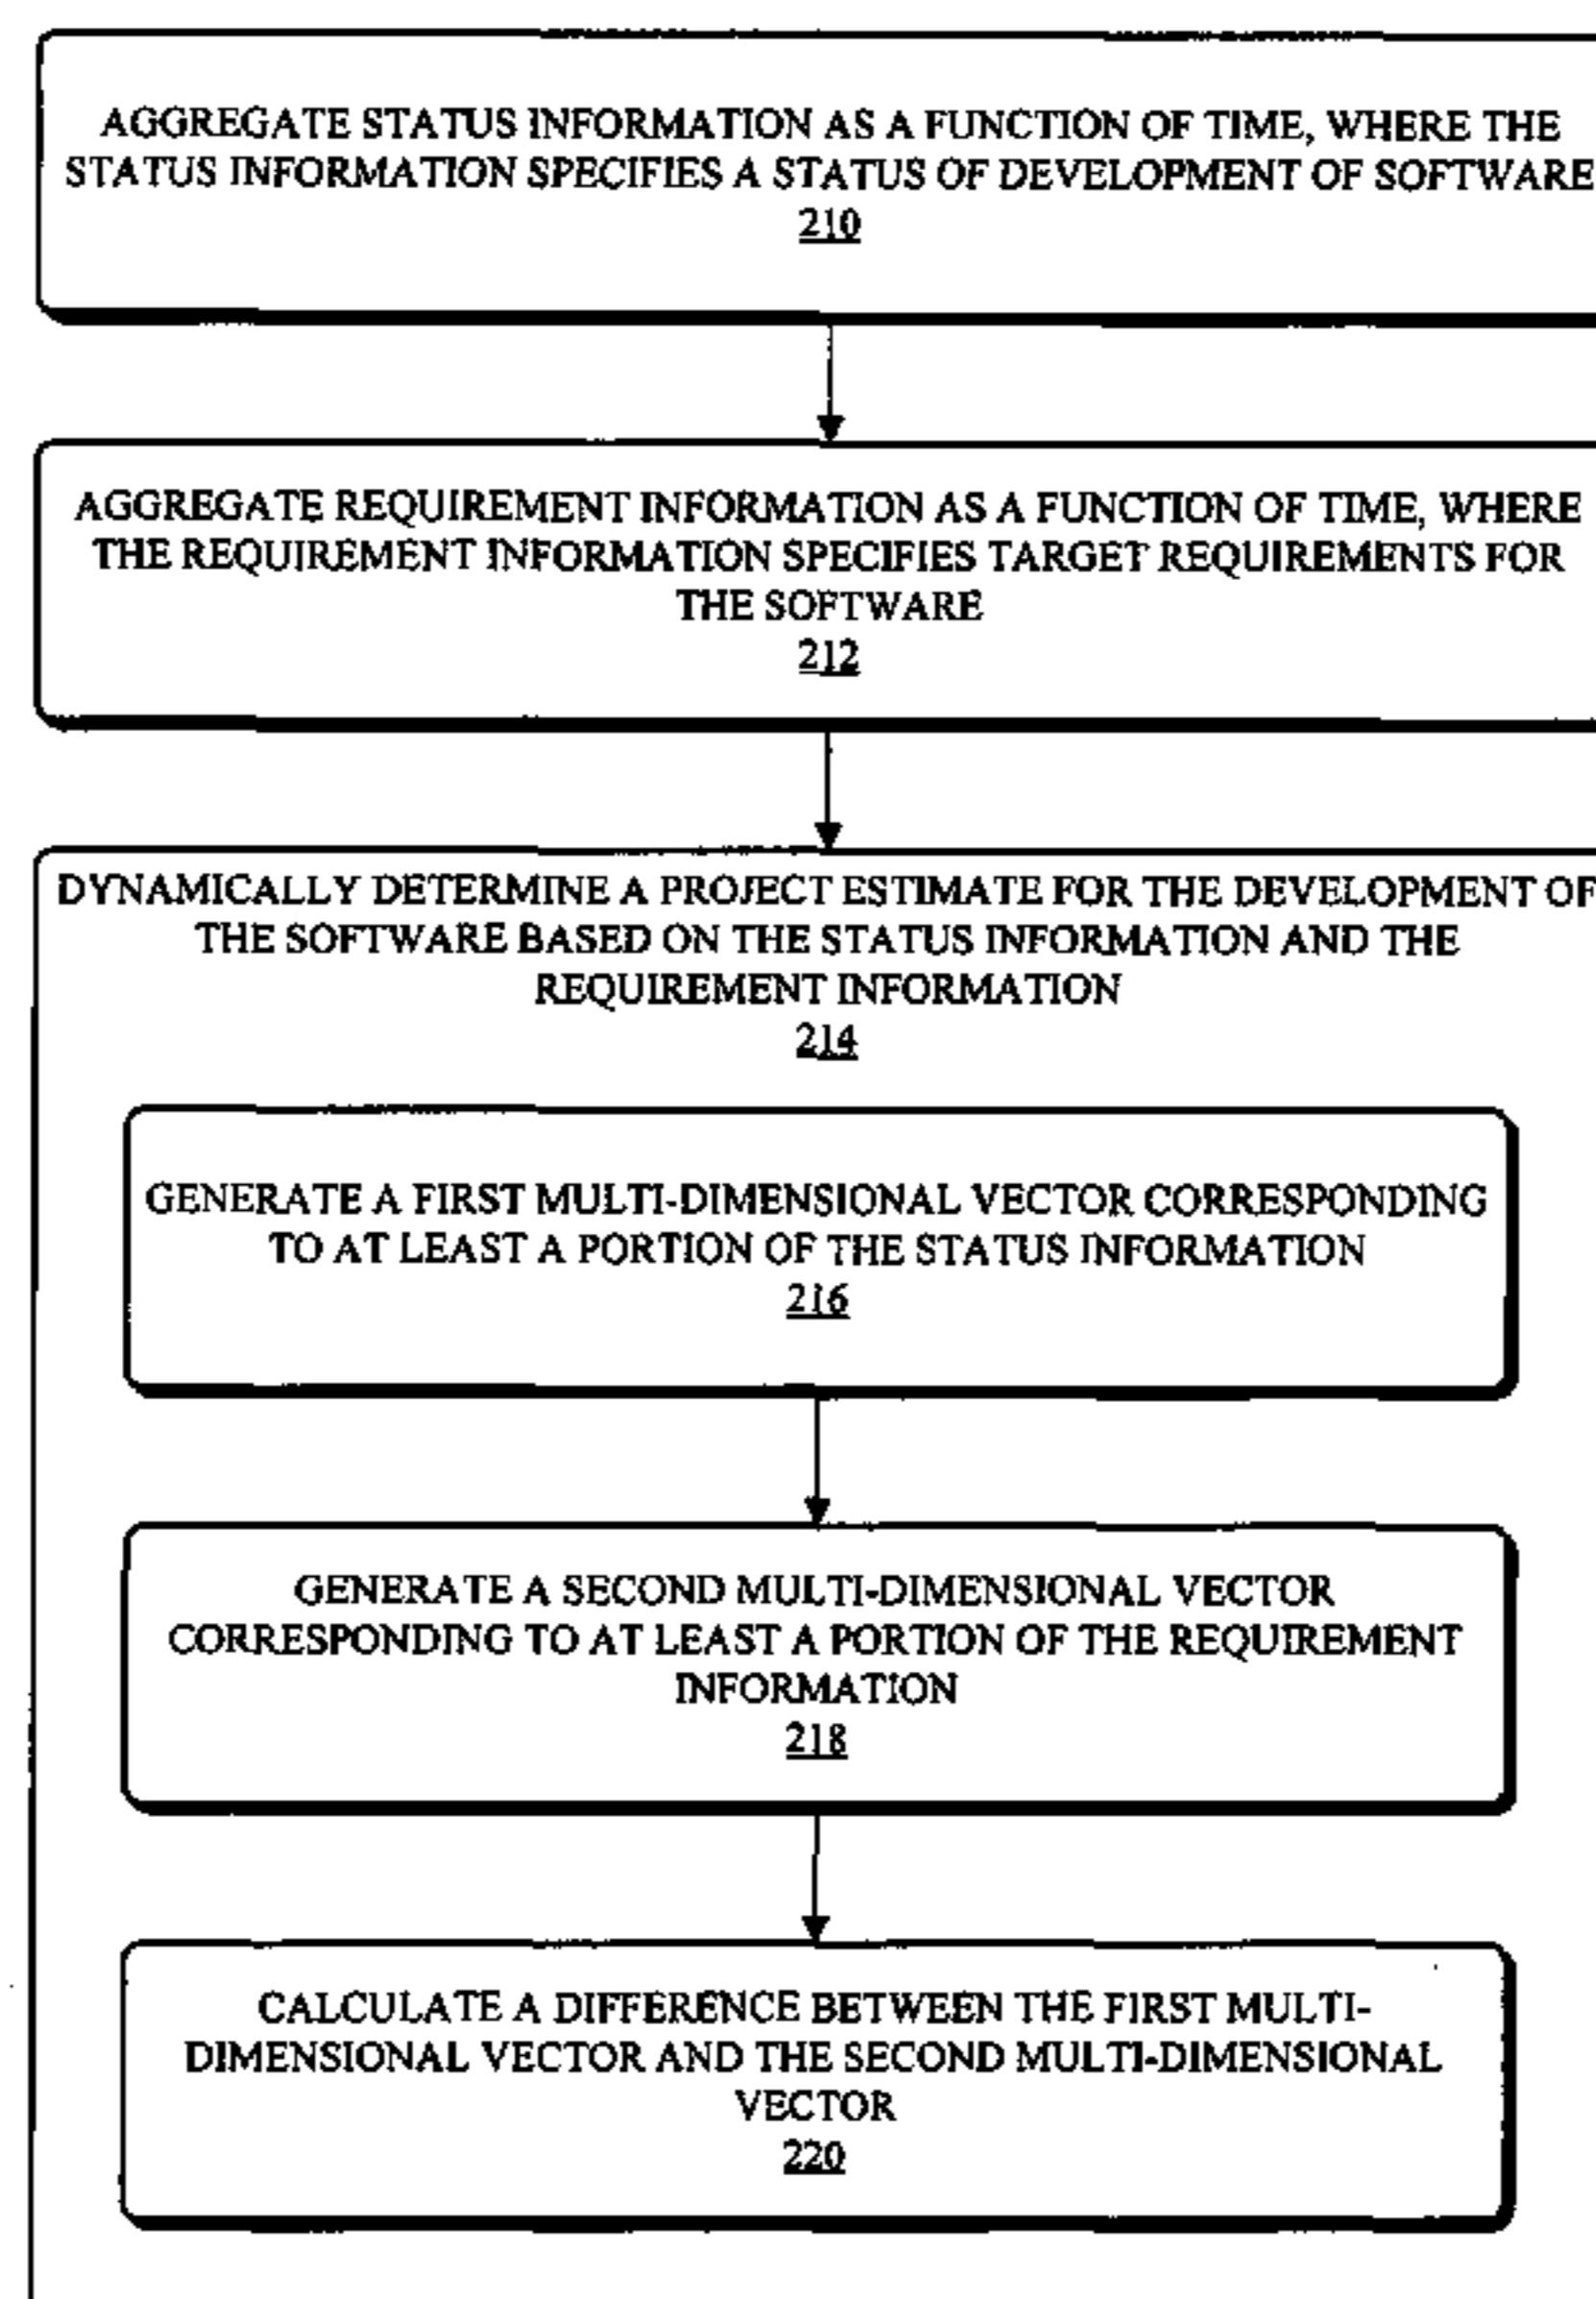 AGGREGATE STATUS INFORMATION AS A FUNCTION OF TIME, WHERE THE
STATUS INFORMATION SPECIFIES A STATUS OF DEVELOPMENT OF SOFTWARE
210
AGGREGATE REQUIREMENT INFORMATION AS A FUNCTION OF TIME, WHERE
THE REQUIREMENT INFORMATION SPECIFIES TARGET REQUIREMENTS FOR
THE SOFTWARE
212
DYNAMICALLY DETERMINE A PROJECT ESTIMATE FOR THE DEVELOPMENT OF
THE SOFTWARE BASED ON THE STATUS INFORMATION AND THE
REQUIREMENT INFORMATION
214
GENERATE A FIRST MULTI-DIMENSIONAL VECTOR CORRESPONDING
TO AT LEAST A PORTION OF THE STATUS INFORMATION
216
GENERATE A SECOND MULTI-DIMENSIONAL VECTOR
CORRESPONDING TO AT LEAST A PORTION OF THE REQUIREMENT
INFORMATION
218
CALCULATE A DIFFERENCE BETWEEN THE FIRST MULTI-
DIMENSIONAL VECTOR AND THE SECOND MULTI-DIMENSIONAL
VECTOR
220